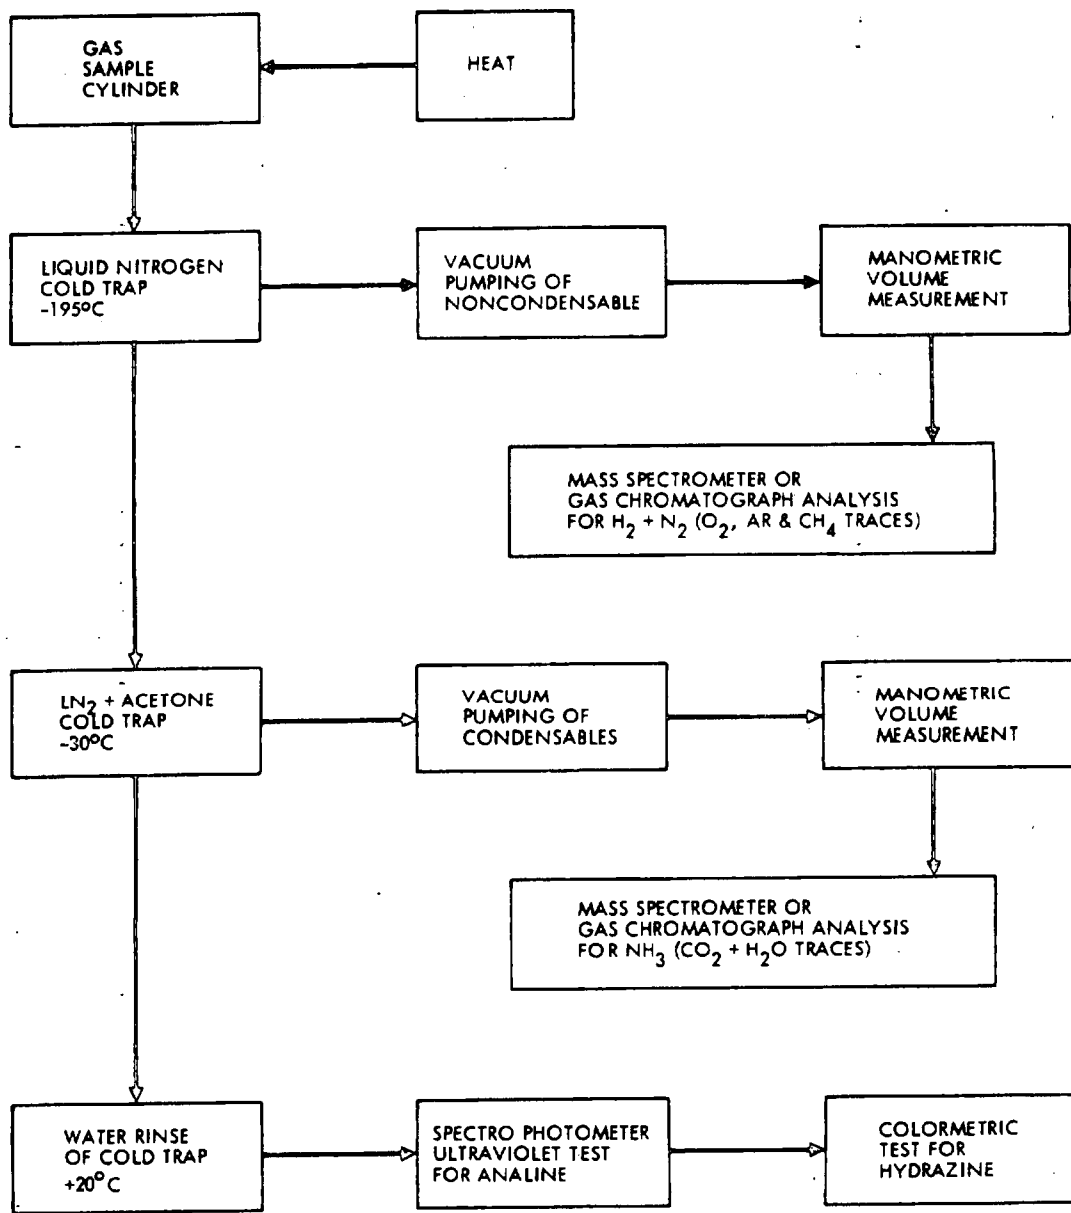 GAS
SAMPLE
CYLINDER
HEAT
LIQUID NITROGEN
COLD TRAP
-195°C
VACUUM
PUMPING OF
NONCONDENSABLE
MANOMETRIC
VOLUME
MEASUREMENT
MASS SPECTROMETER OR
GAS CHROMATOGRAPH ANALYSIS
FOR H₂ + N₂ (O₂, AR & CH₄ TRACES)
LN₂ + ACETONE
COLD TRAP
-30°C
VACUUM
PUMPING OF
CONDENSABLES
MANOMETRIC
VOLUME
MEASUREMENT
MASS SPECTROMETER OR
GAS CHROMATOGRAPH ANALYSIS
FOR NH₃ (CO₂ + H₂O TRACES)
WATER RINSE
OF COLD TRAP
+20°C
SPECTRO PHOTOMETER
ULTRAVIOLET TEST
FOR ANALINE
COLORMETRIC
TEST FOR
HYDRAZINE